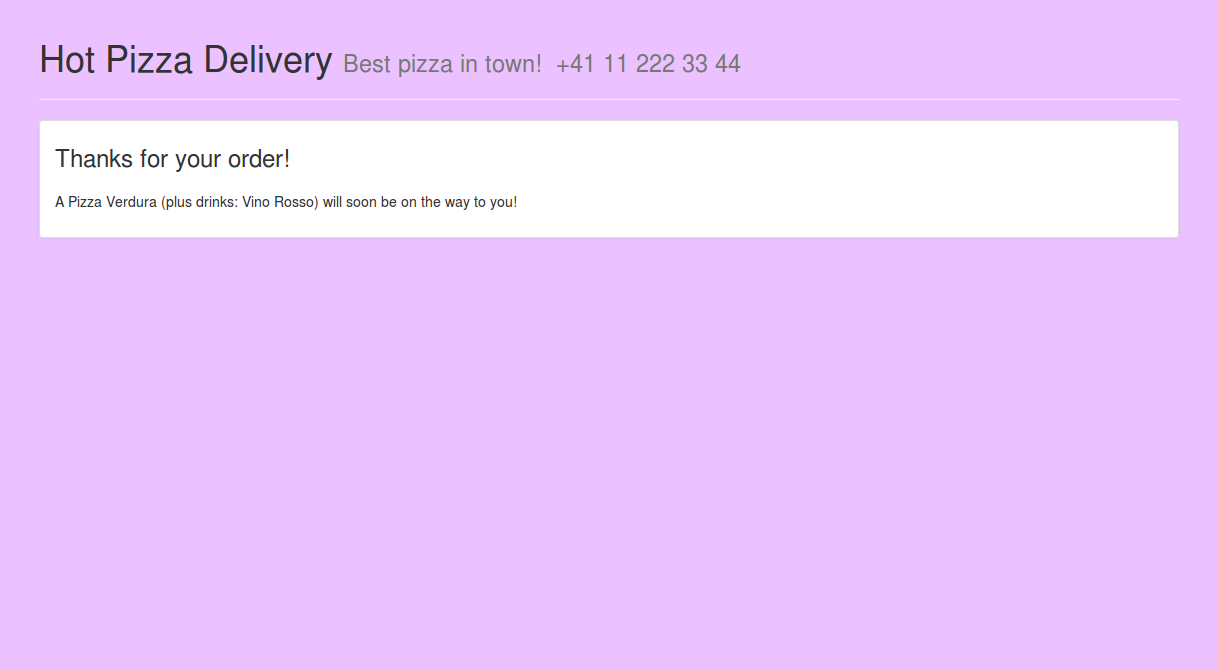 Hot Pizza Delivery Best pizza in town! +41 11 222 33 44
Thanks for your order!
A Pizza Verdura (plus drinks: Vino Rosso) will soon be on the way to you!